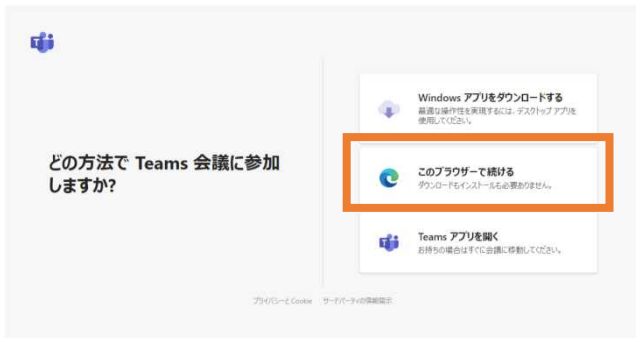 どの方法で Teams 会議に参加
しますか?
Windows アプリをダウンロードする
最適な操作性を実現するには、デスクトップ アプリを
使用してください。
このブラウザーで続ける
ダウンロードもインストールも必要ありません。
Teams アプリを開く
お持ちの場合はすぐに会議に移動してください。
プライバシーと Cookie サードパーティの情報開示